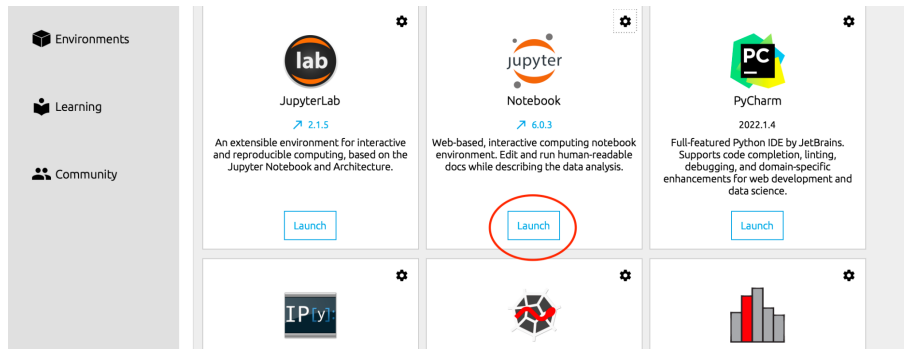 Environments
Learning
Community
lab
JupyterLab
2.1.5
An extensible environment for interactive
and reproducible computing, based on the
Jupyter Notebook and Architecture.
Launch
jupyter
Notebook
6.0.3
Web-based, interactive computing notebook
environment. Edit and run human-readable
docs while describing the data analysis.
Launch
PC
PyCharm
2022.1.4
Full-featured Python IDE by JetBrains.
Supports code completion, linting,
debugging, and domain-specific
enhancements for web development and
data science.
Launch
IP[y]: